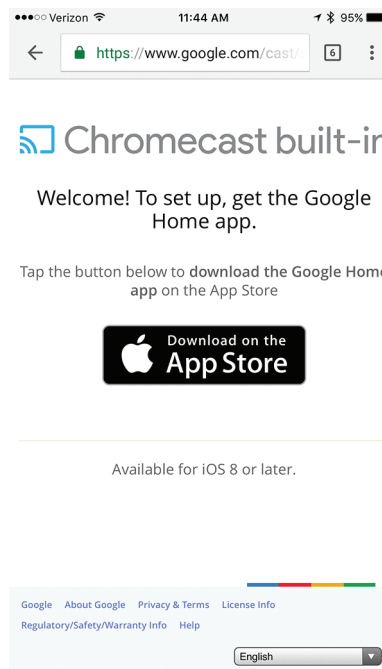 Verizon 11:44 AM 95%
https://www.google.com/cast/ 6
Chromecast built-in
Welcome! To set up, get the Google
Home app.
Tap the button below to download the Google Home
app on the App Store
Download on the
App Store
Available for iOS 8 or later.
Google About Google Privacy & Terms License Info
Regulatory/Safety/Warranty Info Help
English